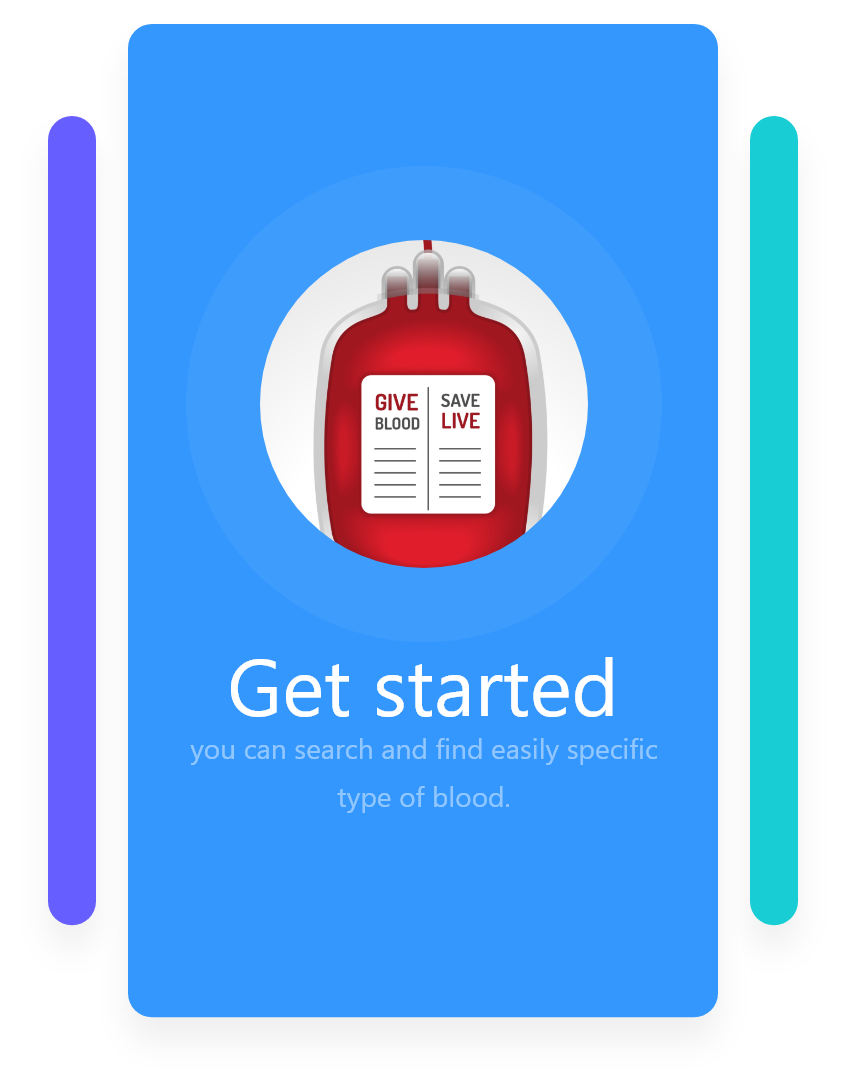 GIVE
BLOOD
SAVE
LIVE
Get started
you can search and find easily specific
type of blood.